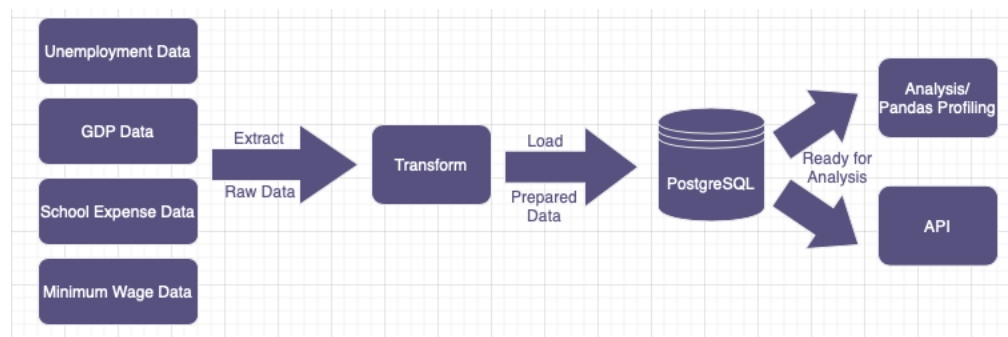 Unemployment Data
GDP Data
School Expense Data
Minimum Wage Data
Extract
Raw Data
Transform
Load
Prepared
Data
PostgreSQL
Ready for
Analysis
Analysis/
Pandas Profiling
API